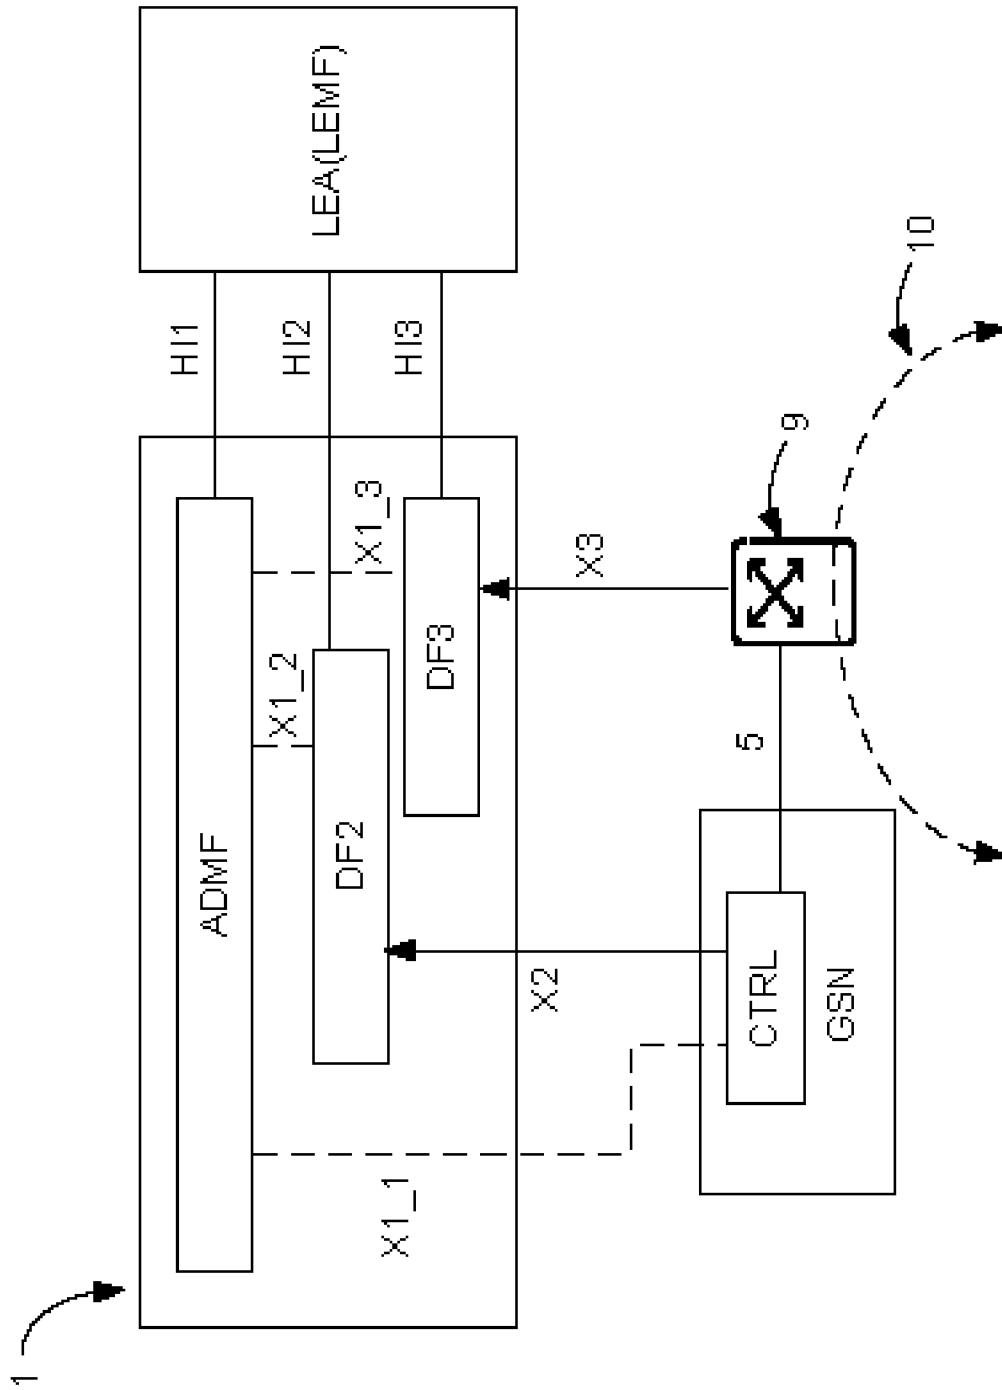 1
ADMF
HI1
LEA(LEMF)
X1_2
HI2
DF2
X1_3
X1_1
DF3
HI3
X2
X3
CTRL
5
9
GSN
10